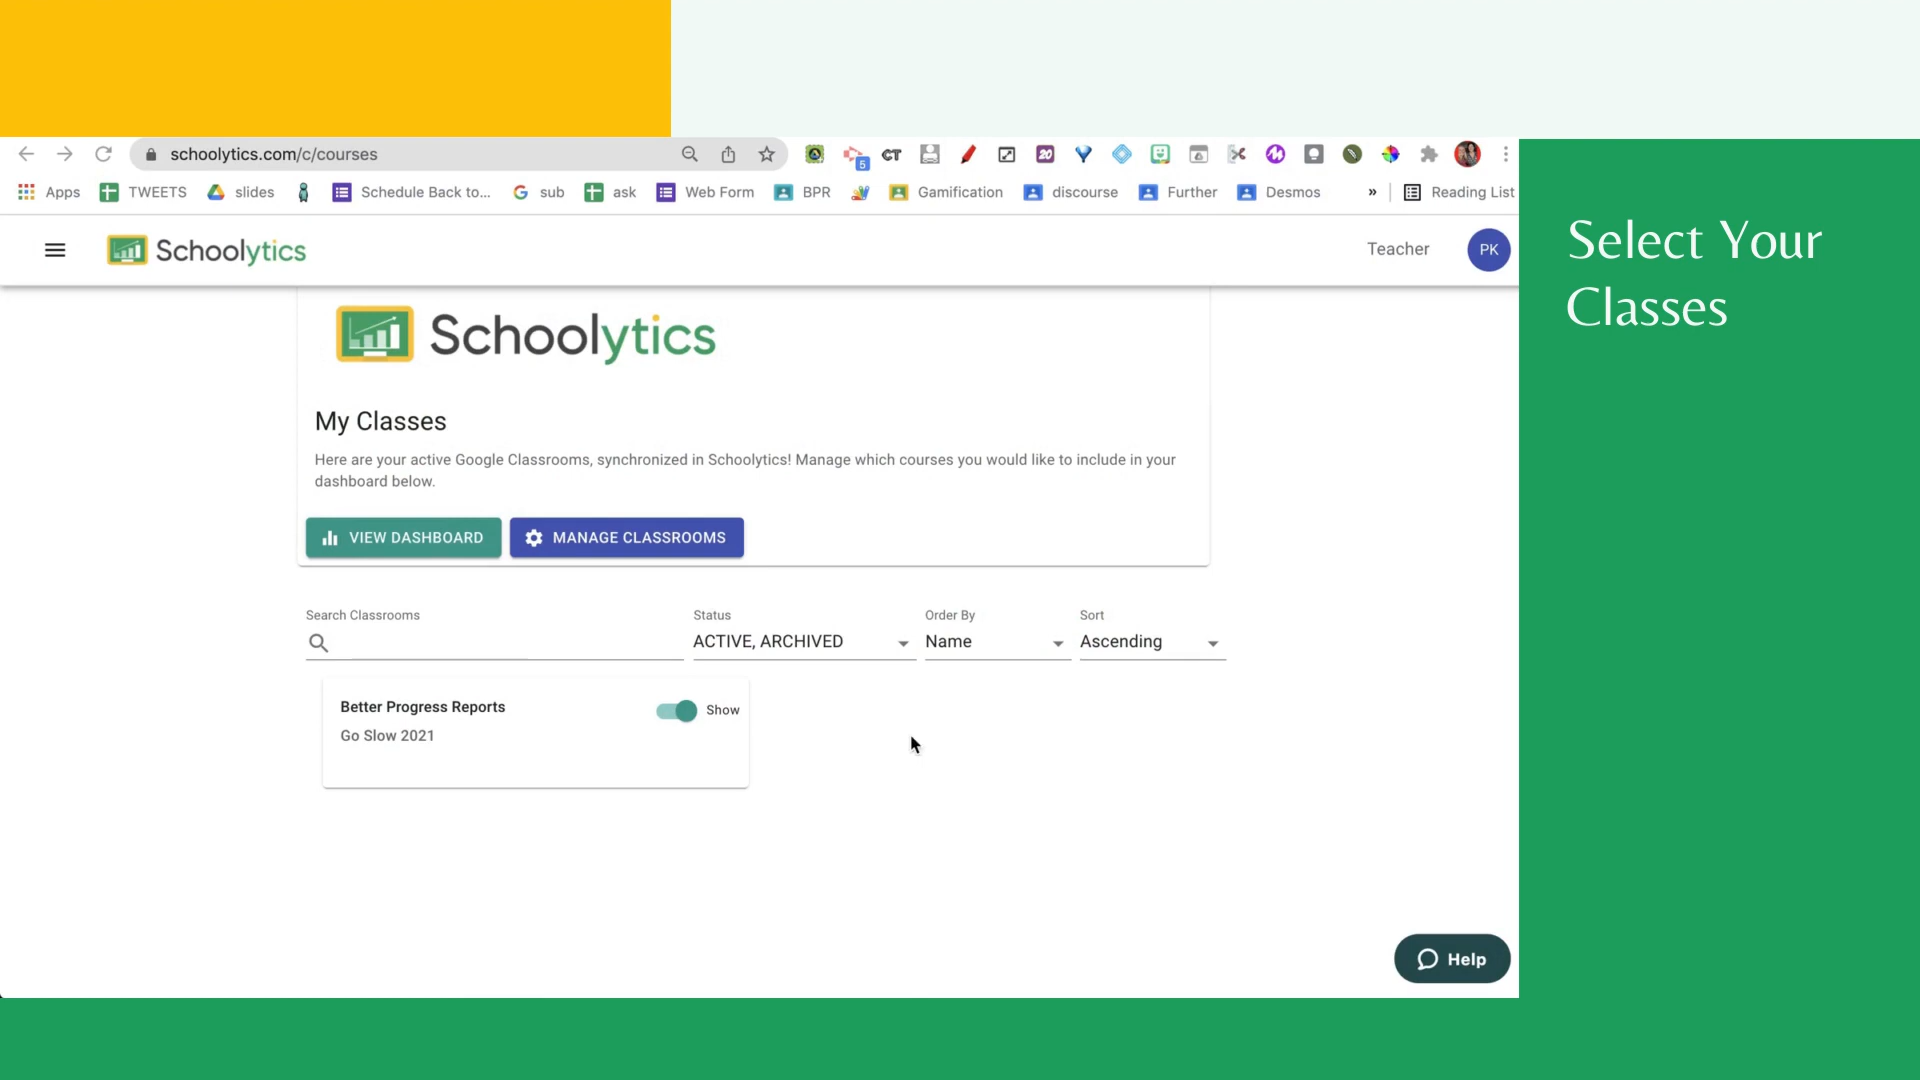 schoolytics.com/c/courses
5
CT
20
Apps TWEETS slides Schedule Back to... sub ask Web Form BPR Gamification discourse Further Desmos » Reading List
Schoolytics
Teacher
PK
Select Your
Classes
Schoolytics
My Classes
Here are your active Google Classrooms, synchronized in Schoolytics! Manage which courses you would like to include in your
dashboard below.
VIEW DASHBOARD MANAGE CLASSROOMS
Search Classrooms Status Order By Sort
ACTIVE, ARCHIVED Name Ascending
Better Progress Reports Show
Go Slow 2021
Help